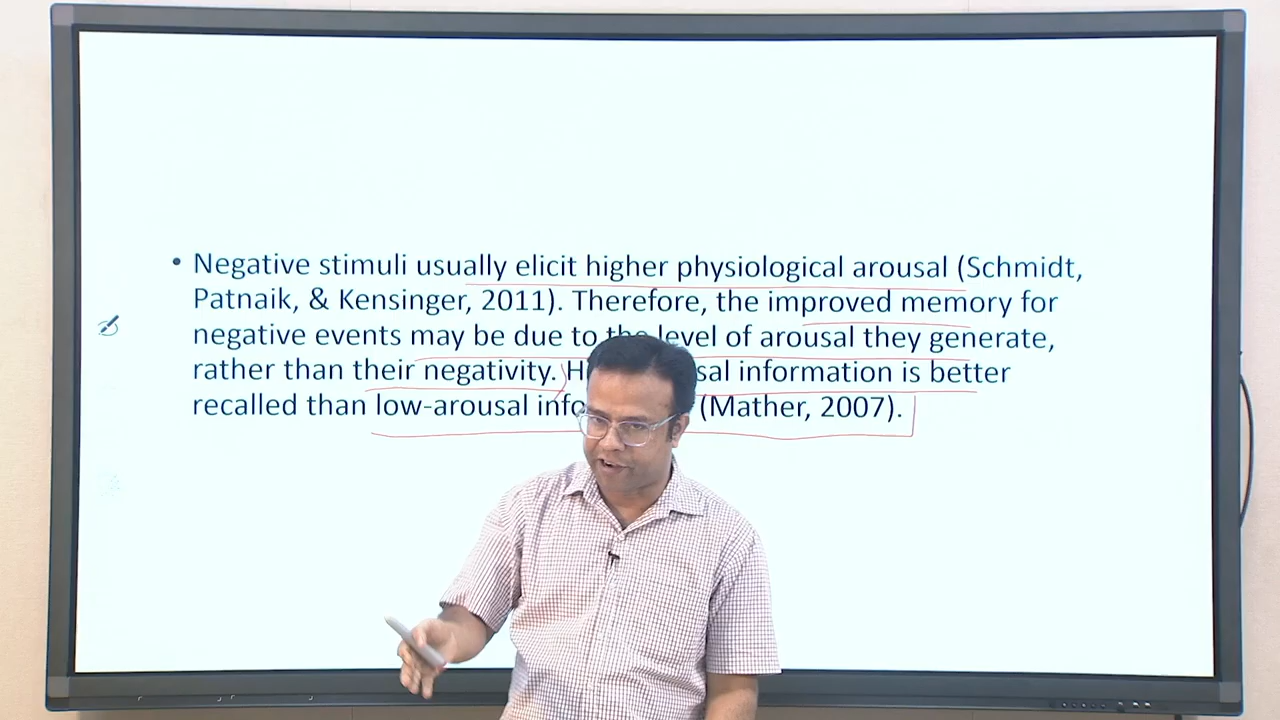 • Negative stimuli usually elicit higher physiological arousal (Schmidt,
Patnaik, & Kensinger, 2011). Therefore, the improved memory for
negative events may be due to the level of arousal they generate,
rather than their negativity. information is better
recalled than low-arousal (Mather, 2007).